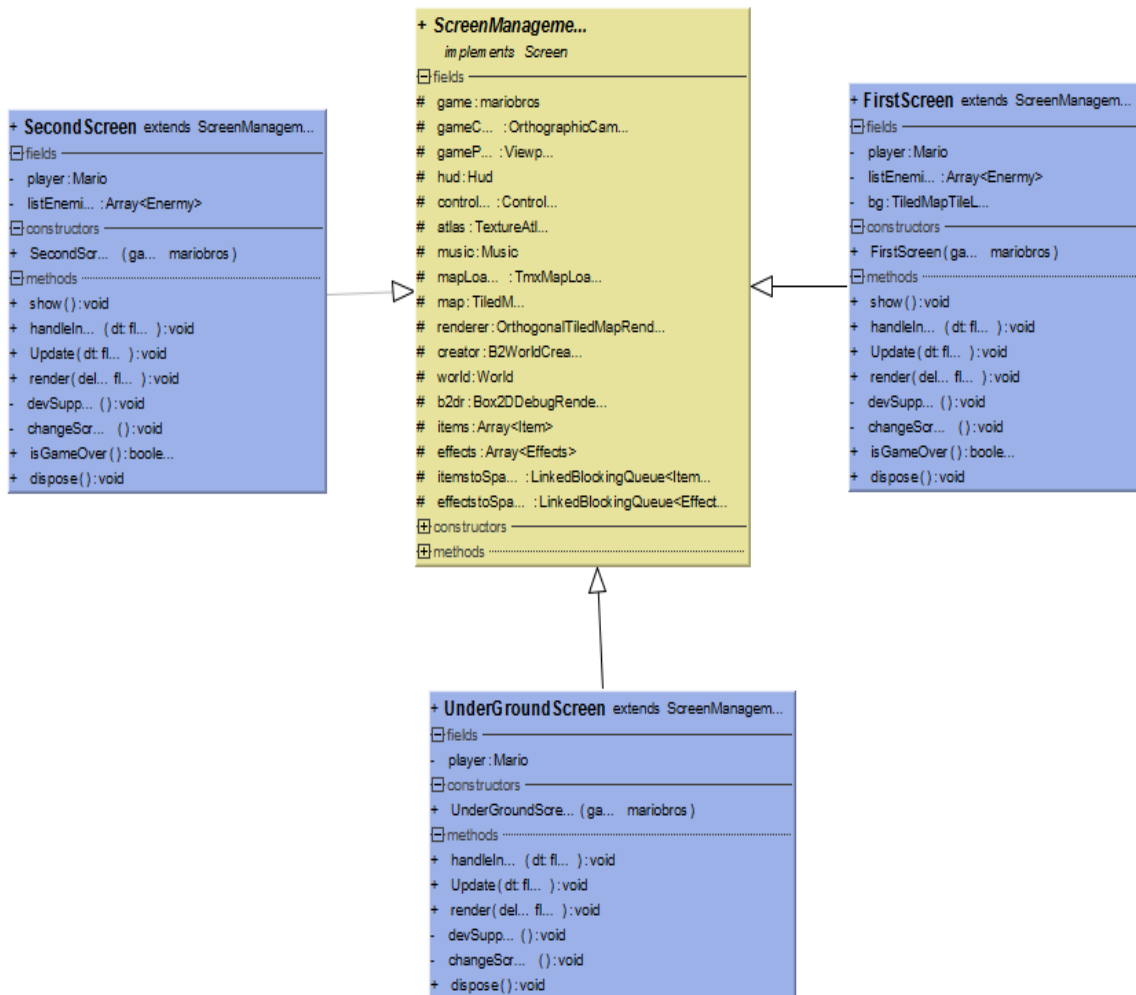 + ScreenManageme...
implements Screen
fields
# game : mariobros
# gameC... : OrthographicCam...
# gameP... : Viewp...
# hud : Hud
# control... : Control...
# atlas : TextureAtl...
# music : Music
# mapLoa... : TmxMapLoa...
# map : TiledM...
# renderer : OrthogonalTiledMapRend...
# creator : B2WorldCrea...
# world : World
# b2dr : Box2DDebugRende...
# items : Array<Item>
# effects : Array<Effects>
# itemstoSpa... : LinkedBlockingQueue<Item...
# effectstoSpa... : LinkedBlockingQueue<Effect...
constructors
methods
+ SecondScreen extends ScreenManagem...
fields
- player : Mario
- listEnemi... : Array<Enermy>
constructors
+ SecondScr... ( ga... mariobros )
methods
+ show ( ) : void
+ handleIn... ( dt: fl... ) : void
+ Update ( dt: fl... ) : void
+ render ( del... fl... ) : void
- devSupp... ( ) : void
- changeScr... ( ) : void
+ isGameOver ( ) : boole...
+ dispose ( ) : void
+ FirstScreen extends ScreenManagem...
fields
- player : Mario
- listEnemi... : Array<Enermy>
- bg : TiledMapTileL...
constructors
+ FirstScreen ( ga... mariobros )
methods
+ show ( ) : void
+ handleIn... ( dt: fl... ) : void
+ Update ( dt: fl... ) : void
+ render ( del... fl... ) : void
- devSupp... ( ) : void
- changeScr... ( ) : void
+ isGameOver ( ) : boole...
+ dispose ( ) : void
+ UnderGroundScreen extends ScreenManagem...
fields
- player : Mario
constructors
+ UnderGroundScre... ( ga... mariobros )
methods
+ handleIn... ( dt: fl... ) : void
+ Update ( dt: fl... ) : void
+ render ( del... fl... ) : void
- devSupp... ( ) : void
- changeScr... ( ) : void
+ dispose ( ) : void